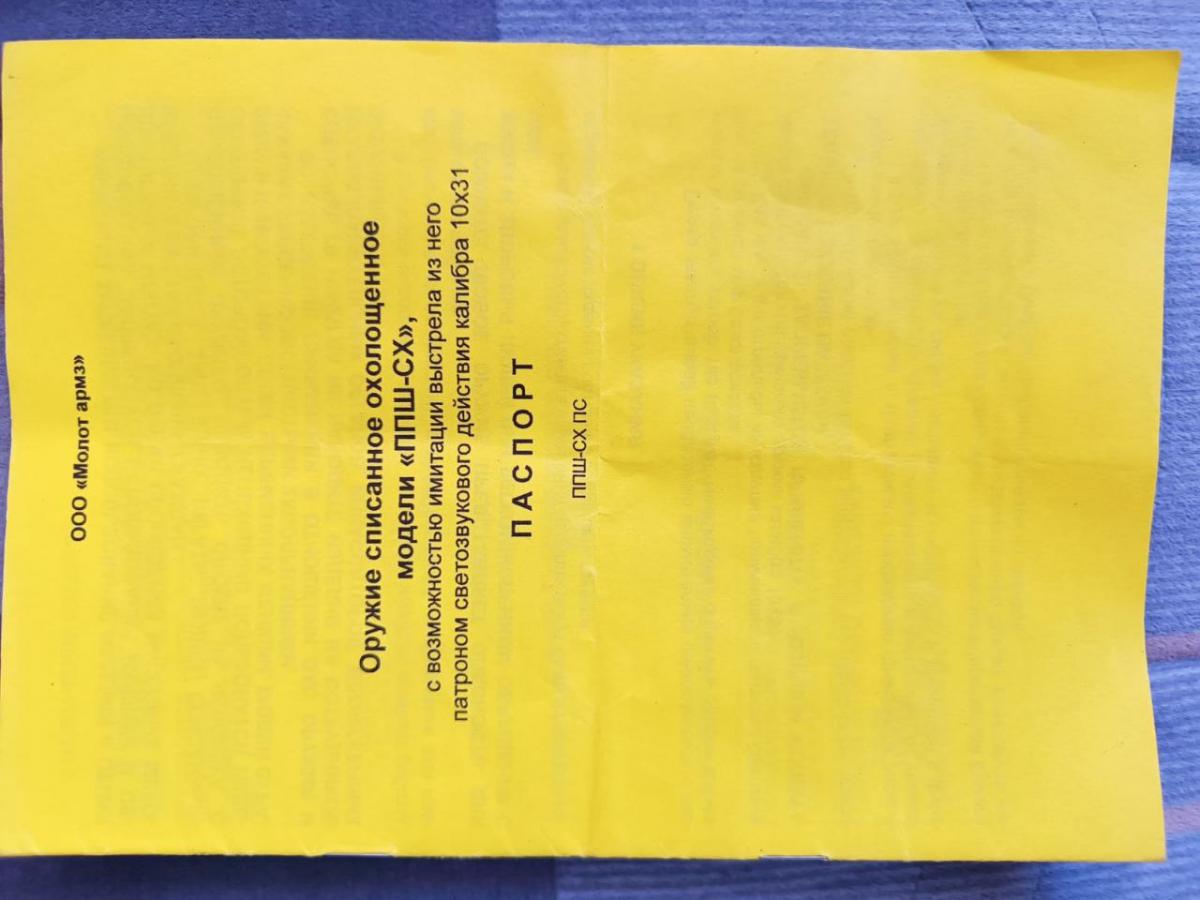 ООО «Молот армз»
Оружие списанное охолощенное
модели «ППШ-СХ»,
с возможностью имитации выстрела из него
патроном светозвукового действия калибра 10х31
ПАСПОРТ
ППШ-СХ ПС